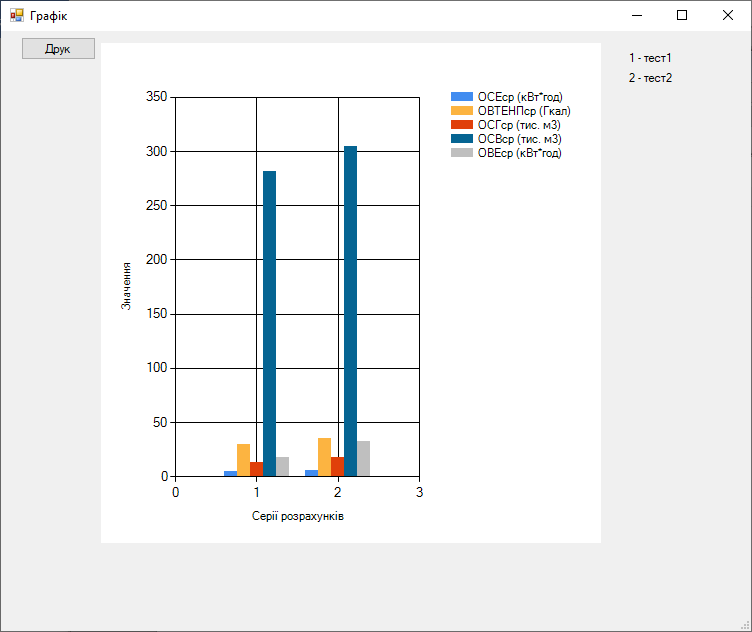 Графік
Друк
1 - тест1
2 - тест2
ОСЕср (кВт*год)
ОВТЕНПср (Гкал)
ОСГср (тис. м3)
ОСВср (тис. м3)
ОВЕср (кВт*год)
350
300
250
200
150
100
50
0
Значення
0 1 2 3
Серії розрахунків